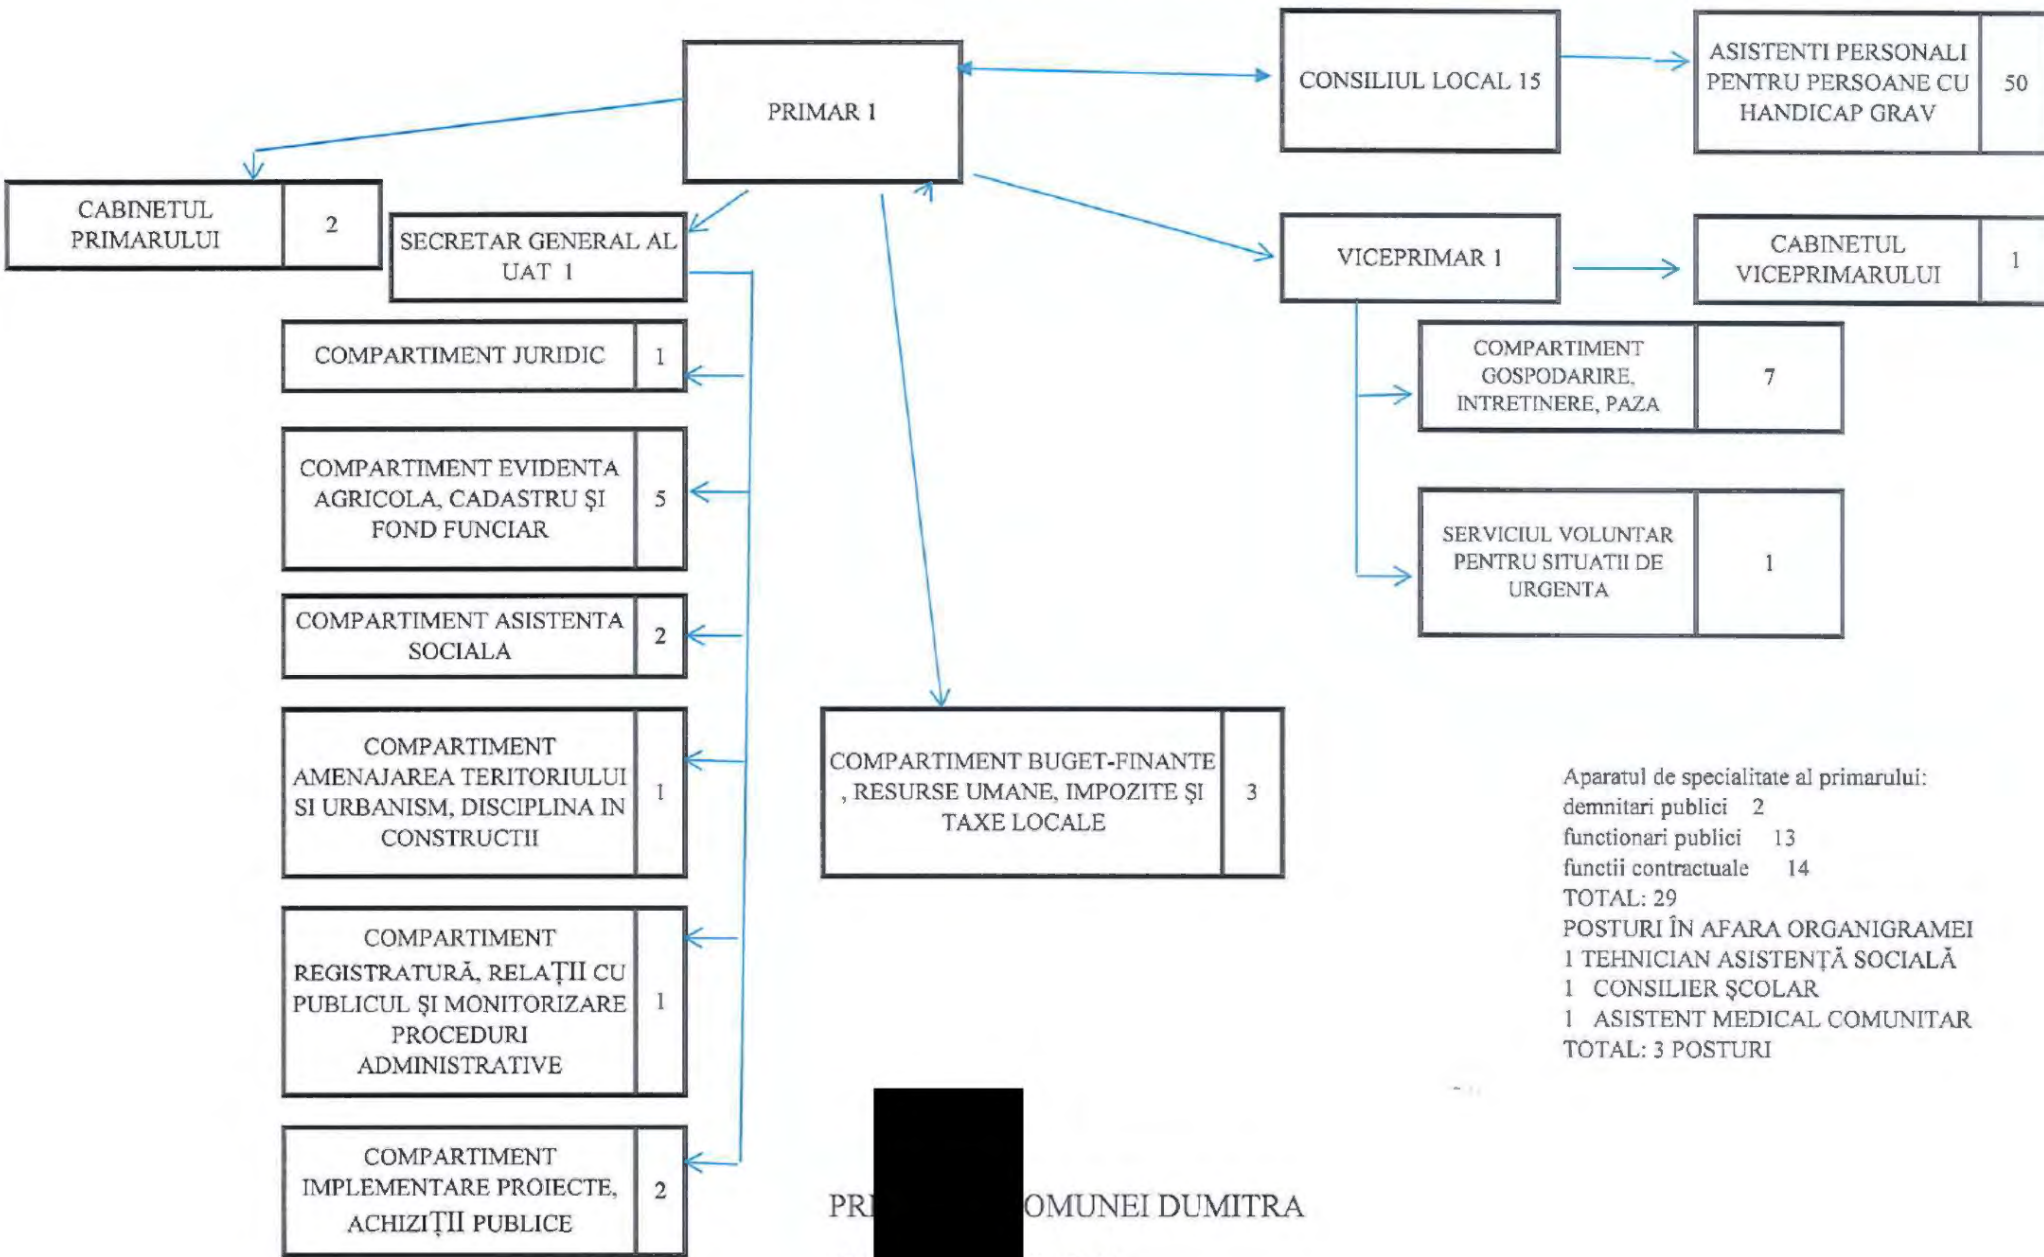 PRIMAR 1
CONSILIUL LOCAL 15
ASISTENTI PERSONALI
PENTRU PERSOANE CU
HANDICAP GRAV
50
CABINETUL
PRIMARULUI
2
SECRETAR GENERAL AL
UAT 1
VICEPRIMAR 1
CABINETUL
VICEPRIMARULUI
1
COMPARTIMENT JURIDIC
1
COMPARTIMENT EVIDENTA
AGRICOLA, CADASTRU ŞI
FOND FUNCIAR
5
COMPARTIMENT ASISTENTA
SOCIALA
2
COMPARTIMENT
AMENAJAREA TERITORIULUI
SI URBANISM, DISCIPLINA IN
CONSTRUCTII
1
COMPARTIMENT
REGISTRATURĂ, RELAŢII CU
PUBLICUL ŞI MONITORIZARE
PROCEDURI
ADMINISTRATIVE
1
COMPARTIMENT
IMPLEMENTARE PROIECTE,
ACHIZIŢII PUBLICE
2
COMPARTIMENT BUGET-FINANTE
, RESURSE UMANE, IMPOZITE ŞI
TAXE LOCALE
3
COMPARTIMENT
GOSPODARIRE,
INTRETINERE, PAZA
7
SERVICIUL VOLUNTAR
PENTRU SITUATII DE
URGENTA
1
Aparatul de specialitate al primarului:
demnitari publici 2
functionari publici 13
functii contractuale 14
TOTAL: 29
POSTURI ÎN AFARA ORGANIGRAMEI
1 TEHNICIAN ASISTENŢĂ SOCIALĂ
1 CONSILIER ŞCOLAR
1 ASISTENT MEDICAL COMUNITAR
TOTAL: 3 POSTURI
PRI OMUNEI DUMITRA